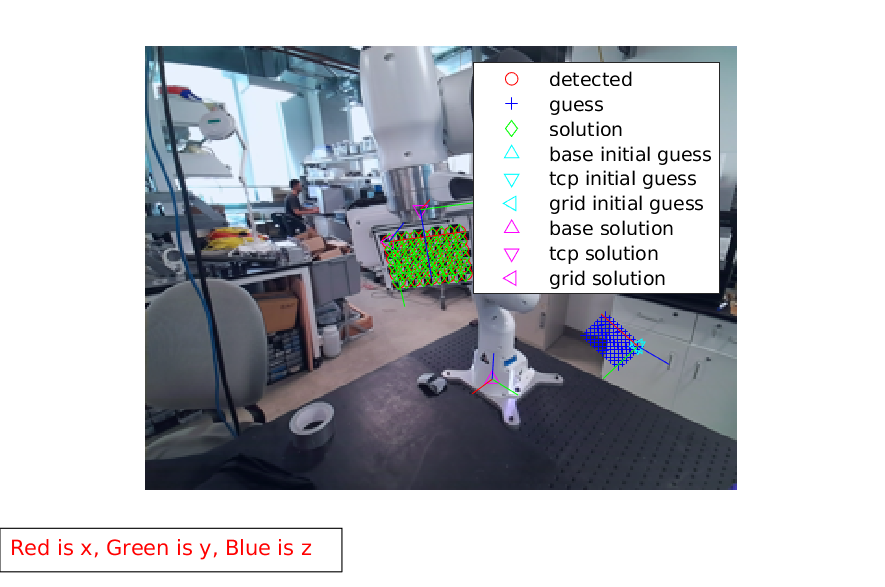 detected
guess
solution
base initial guess
tcp initial guess
grid initial guess
base solution
tcp solution
grid solution
Red is x, Green is y, Blue is z